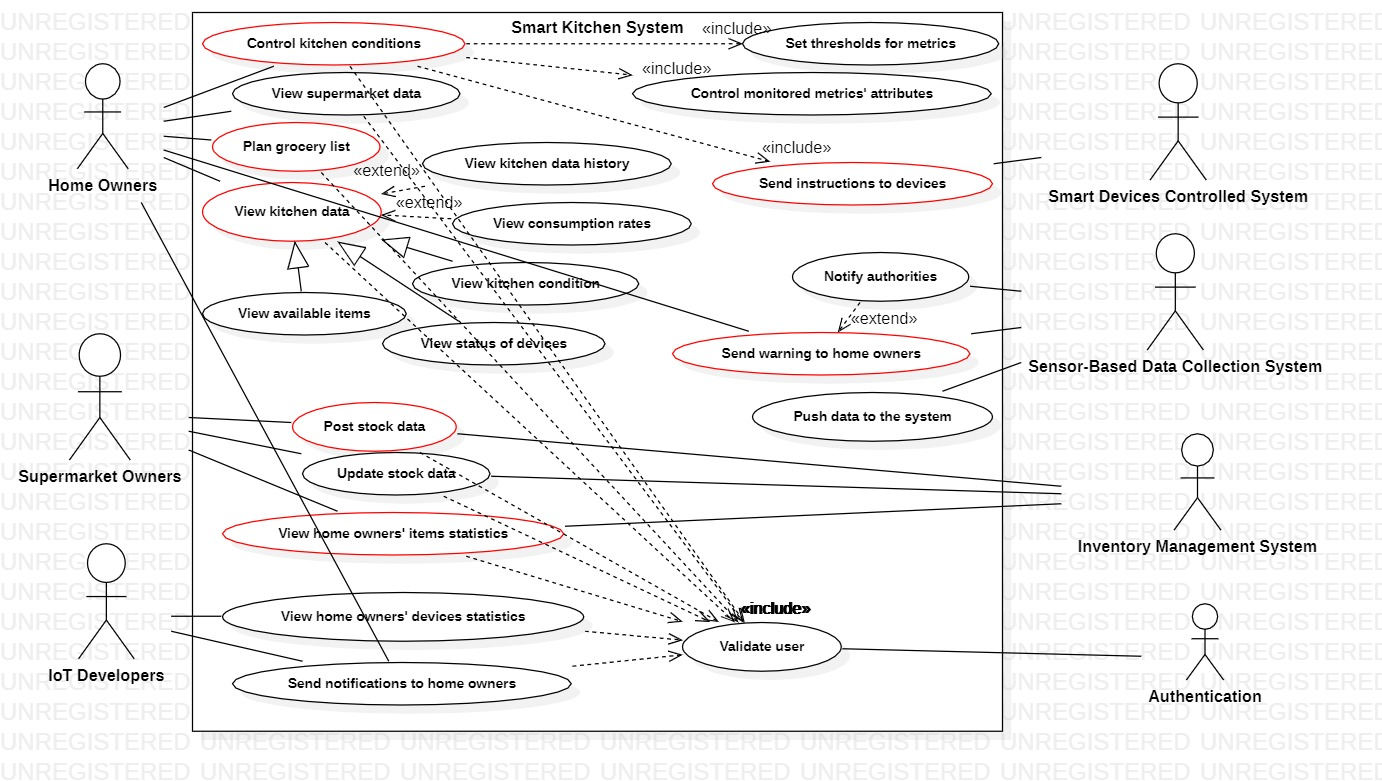 Smart Kitchen System
«include»
Control kitchen conditions
Set thresholds for metrics
«include»
View supermarket data
Control monitored metrics' attributes
Plan grocery list
«include»
View kitchen data history
«extend»
Send instructions to devices
Home Owners
Smart Devices Controlled System
«extend»
View kitchen data
View consumption rates
Notify authorities
View kitchen condition
View available items
«extend»
View status of devices
Send warning to home owners
Sensor-Based Data Collection System
Push data to the system
Post stock data
Update stock data
Supermarket Owners
View home owners' items statistics
Inventory Management System
«include»
View home owners' devices statistics
Validate user
IoT Developers
Send notifications to home owners
Authentication
UNREGISTERED